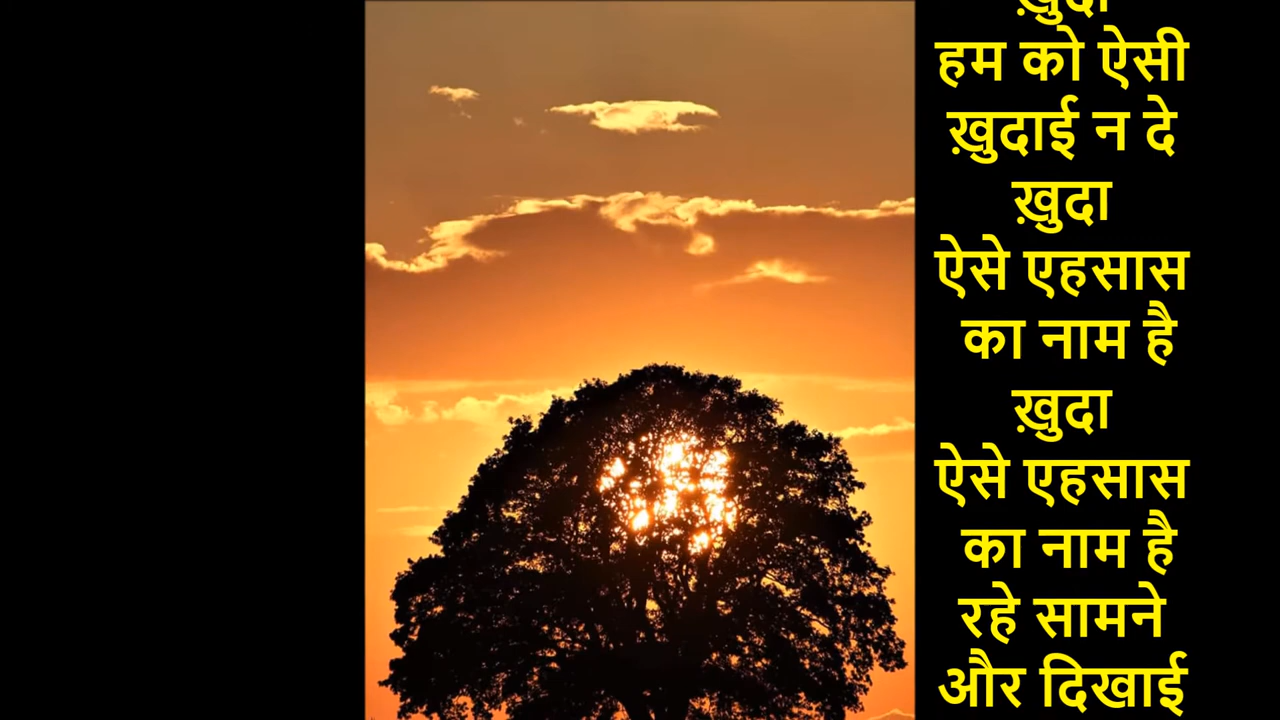 ख़ुदा
हम को ऐसी
ख़ुदाई न दे
ख़ुदा
ऐसे एहसास
का नाम है
ख़ुदा
ऐसे एहसास
का नाम है
रहे सामने
और दिखाई